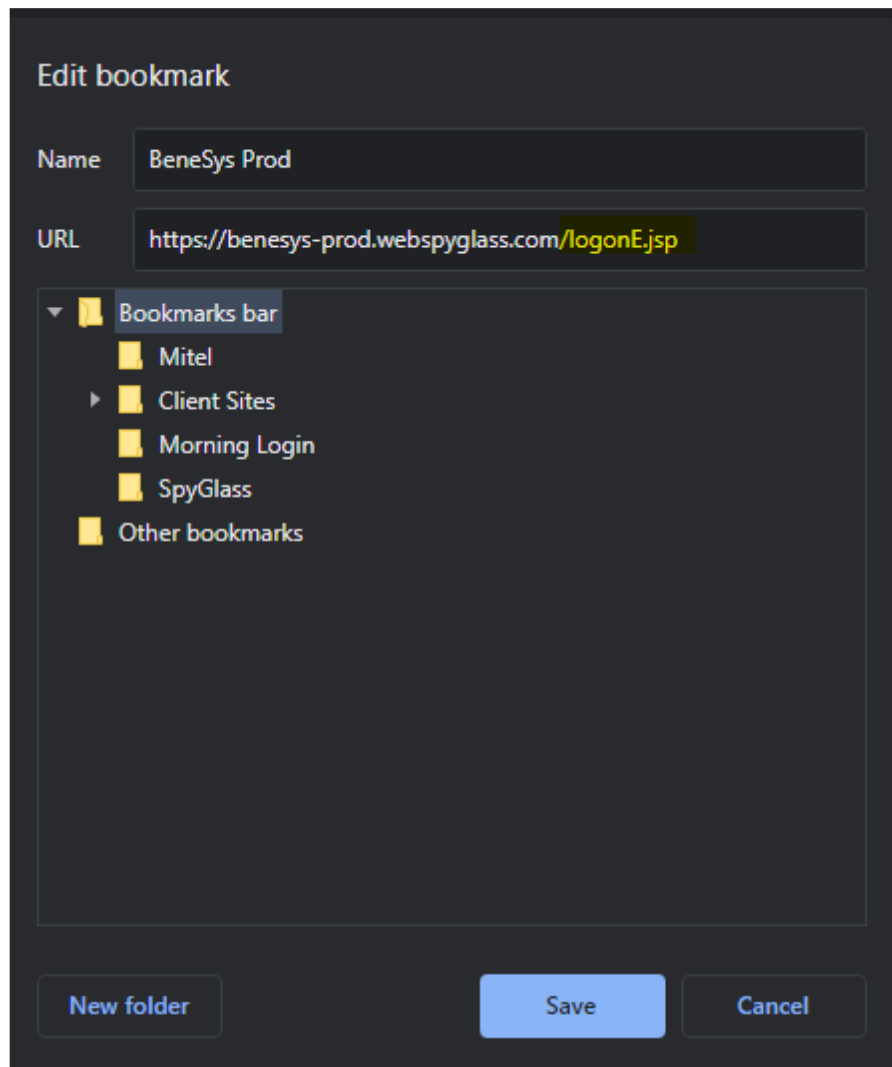 Edit bookmark
Name BeneSys Prod
URL https://benesys-prod.webspyglass.com/logonE.jsp
Bookmarks bar
Mitel
Client Sites
Morning Login
SpyGlass
Other bookmarks
New folder Save Cancel